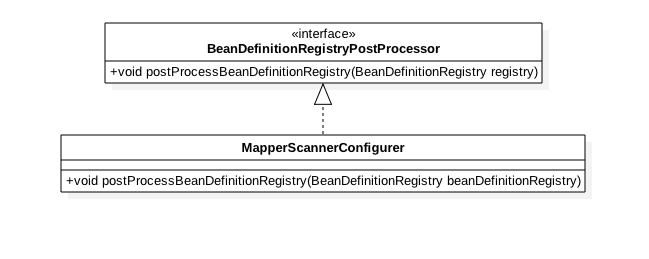 «interface»
BeanDefinitionRegistryPostProcessor
+void postProcessBeanDefinitionRegistry(BeanDefinitionRegistry registry)
MapperScannerConfigurer
+void postProcessBeanDefinitionRegistry(BeanDefinitionRegistry beanDefinitionRegistry)